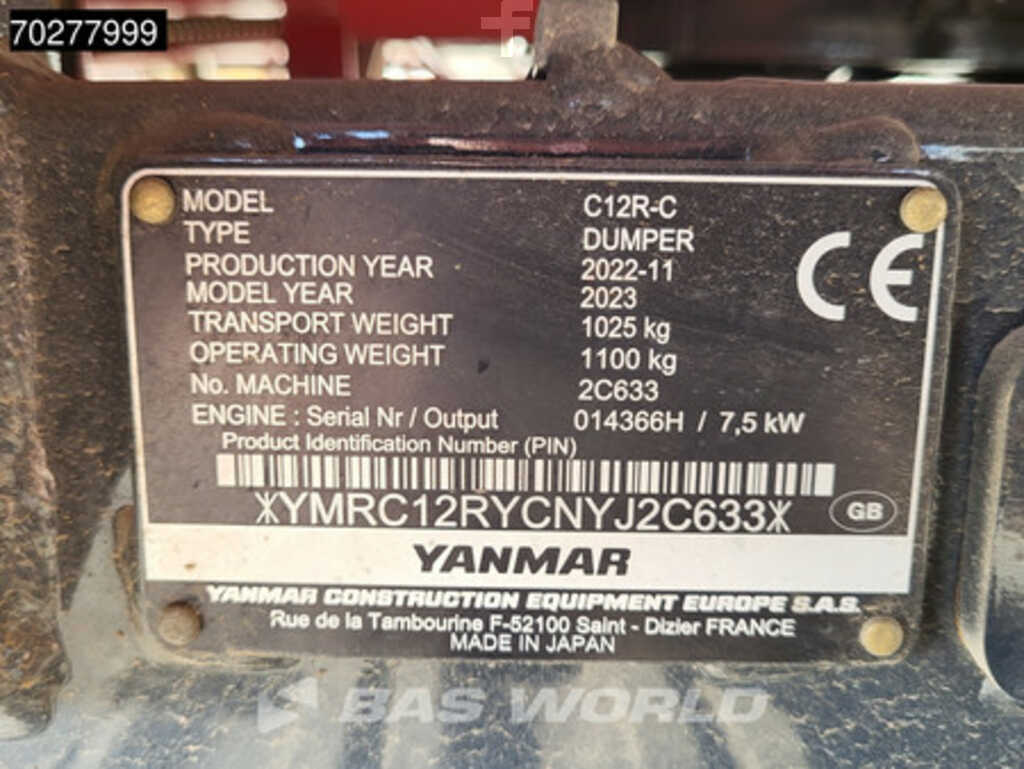 70277999
f
MODEL C12R-C
TYPE DUMPER
PRODUCTION YEAR 2022-11
MODEL YEAR 2023
TRANSPORT WEIGHT 1025 kg
OPERATING WEIGHT 1100 kg
No. MACHINE 2C633
ENGINE : Serial Nr / Output 014366H / 7,5 kW
Product Identification Number (PIN)
*YMRC12RYCNYJ2C633*
CE
GB
YANMAR
YANMAR CONSTRUCTION EQUIPMENT EUROPE S.A.S.
Rue de la Tambourine F-52100 Saint - Dizier FRANCE
MADE IN JAPAN
BAS WORLD